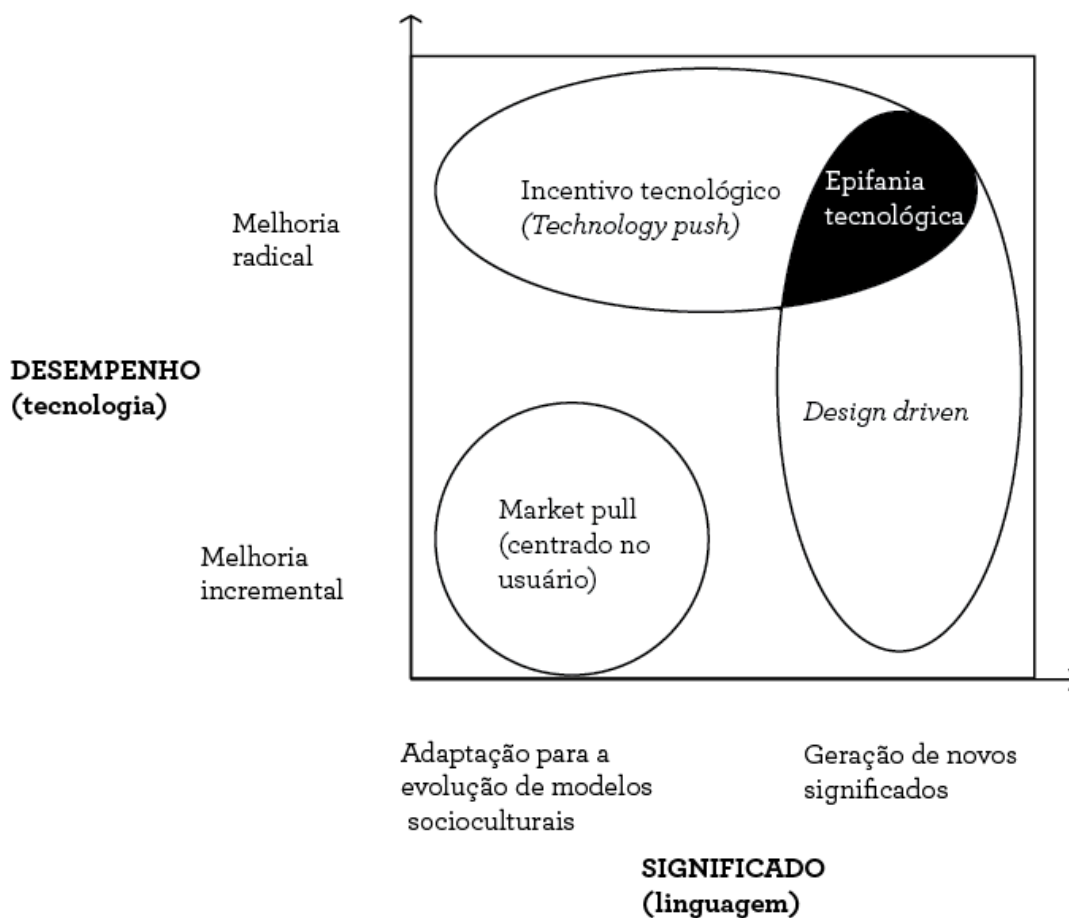 Incentivo tecnológico
(Technology push)
Epifania
tecnológica
Melhoria
radical
DESEMPENHO
(tecnologia)
Design driven
Market pull
(centrado no
usuário)
Melhoria
incremental
Adaptação para a
evolução de modelos
socioculturais
Geração de novos
significados
SIGNIFICADO
(linguagem)